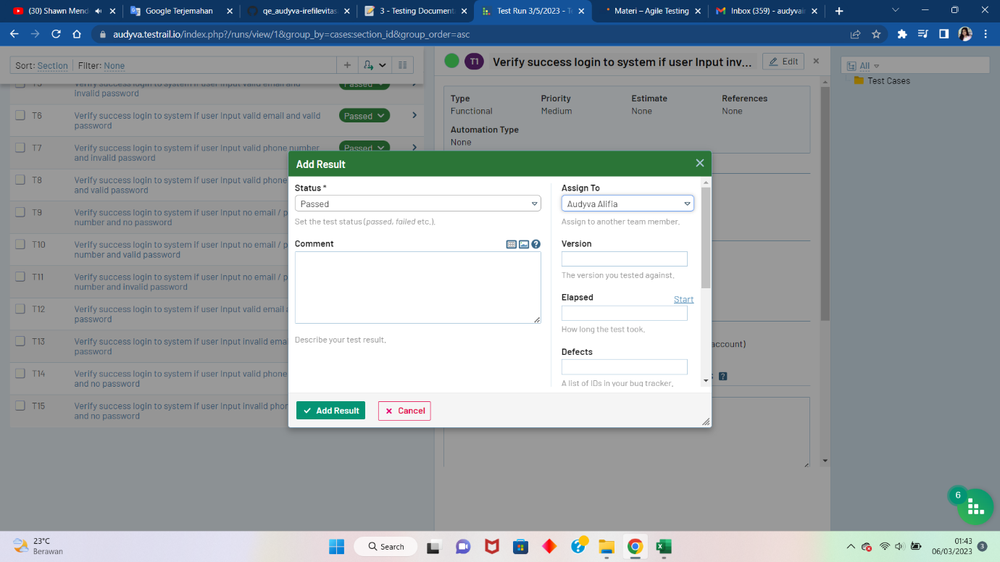 (30) Shawn Mend
Google Terjemahan
qe_audyva-irefilevitas
3 - Testing Documenta
Test Run 3/5/2023 - Te
Materi – Agile Testing
Inbox (359) - audyvair
audyva.testrail.io/index.php?/runs/view/1&group_by=cases:section_id&group_order=asc
Sort: Section
Filter: None
T1
Verify success login to system if user Input inv...
Edit
All
Test Cases
T5
Verify success login to system if user Input valid email and
invalid password
Passed
T6
Verify success login to system if user Input valid email and valid
password
Passed
T7
Verify success login to system if user Input valid phone number
and invalid password
Passed
T8
Verify success login to system if user Input valid phone
and valid password
T9
Verify success login to system if user Input no email / p
number and no password
T10
Verify success login to system if user Input no email / p
number and valid password
T11
Verify success login to system if user Input no email / p
number and invalid password
T12
Verify success login to system if user Input valid email a
password
T13
Verify success login to system if user Input invalid ema
password
T14
Verify success login to system if user Input valid phone
and no password
T15
Verify success login to system if user Input invalid phon
and no password
Type
Functional
Priority
Medium
Estimate
None
References
None
Automation Type
None
Add Result
Status *
Passed
Set the test status (passed, failed etc.).
Comment
Describe your test result.
Assign To
Audyva Alifia
Assign to another team member.
Version
The version you tested against.
Elapsed
Start
How long the test took.
Defects
A list of IDs in your bug tracker.
Add Result
Cancel
account)
6
23°C
Berawan
Search
01:43
06/03/2023
3